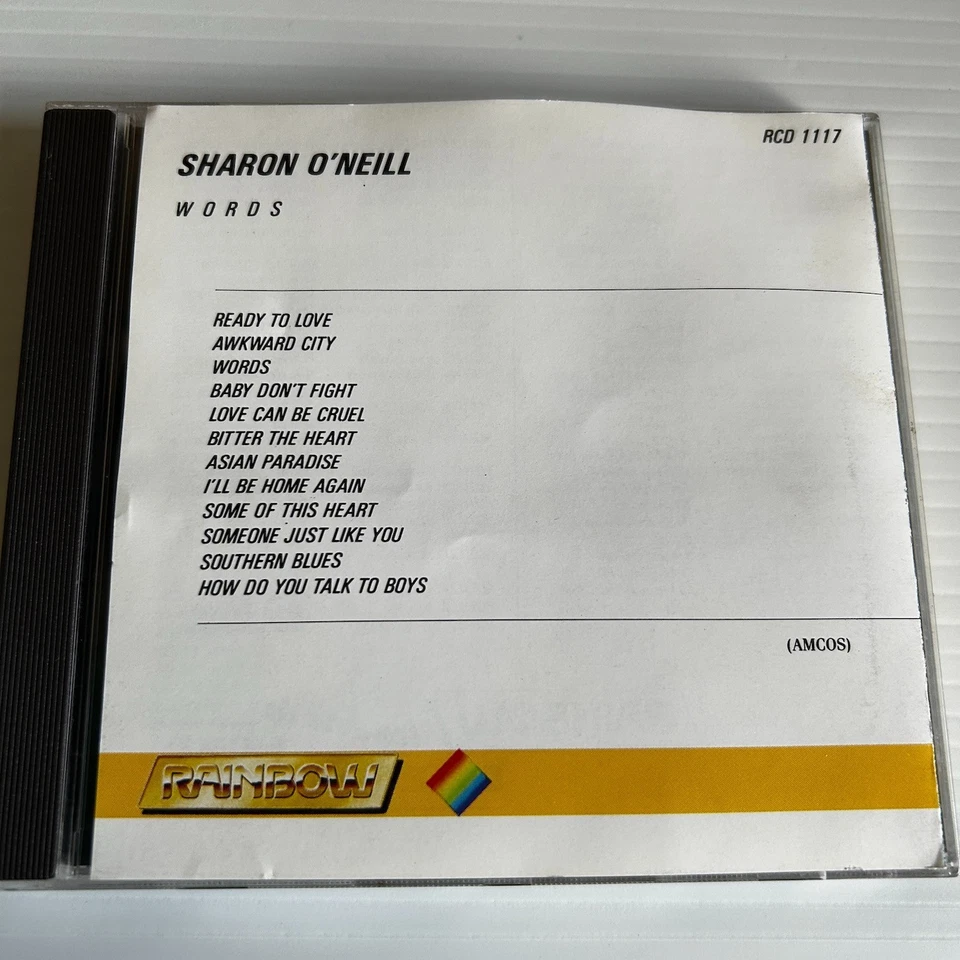 RCD 1117
SHARON O'NEILL
WORDS
READY TO LOVE
AWKWARD CITY
WORDS
BABY DON'T FIGHT
LOVE CAN BE CRUEL
BITTER THE HEART
ASIAN PARADISE
I'LL BE HOME AGAIN
SOME OF THIS HEART
SOMEONE JUST LIKE YOU
SOUTHERN BLUES
HOW DO YOU TALK TO BOYS
(AMCOS)
RAINBOW